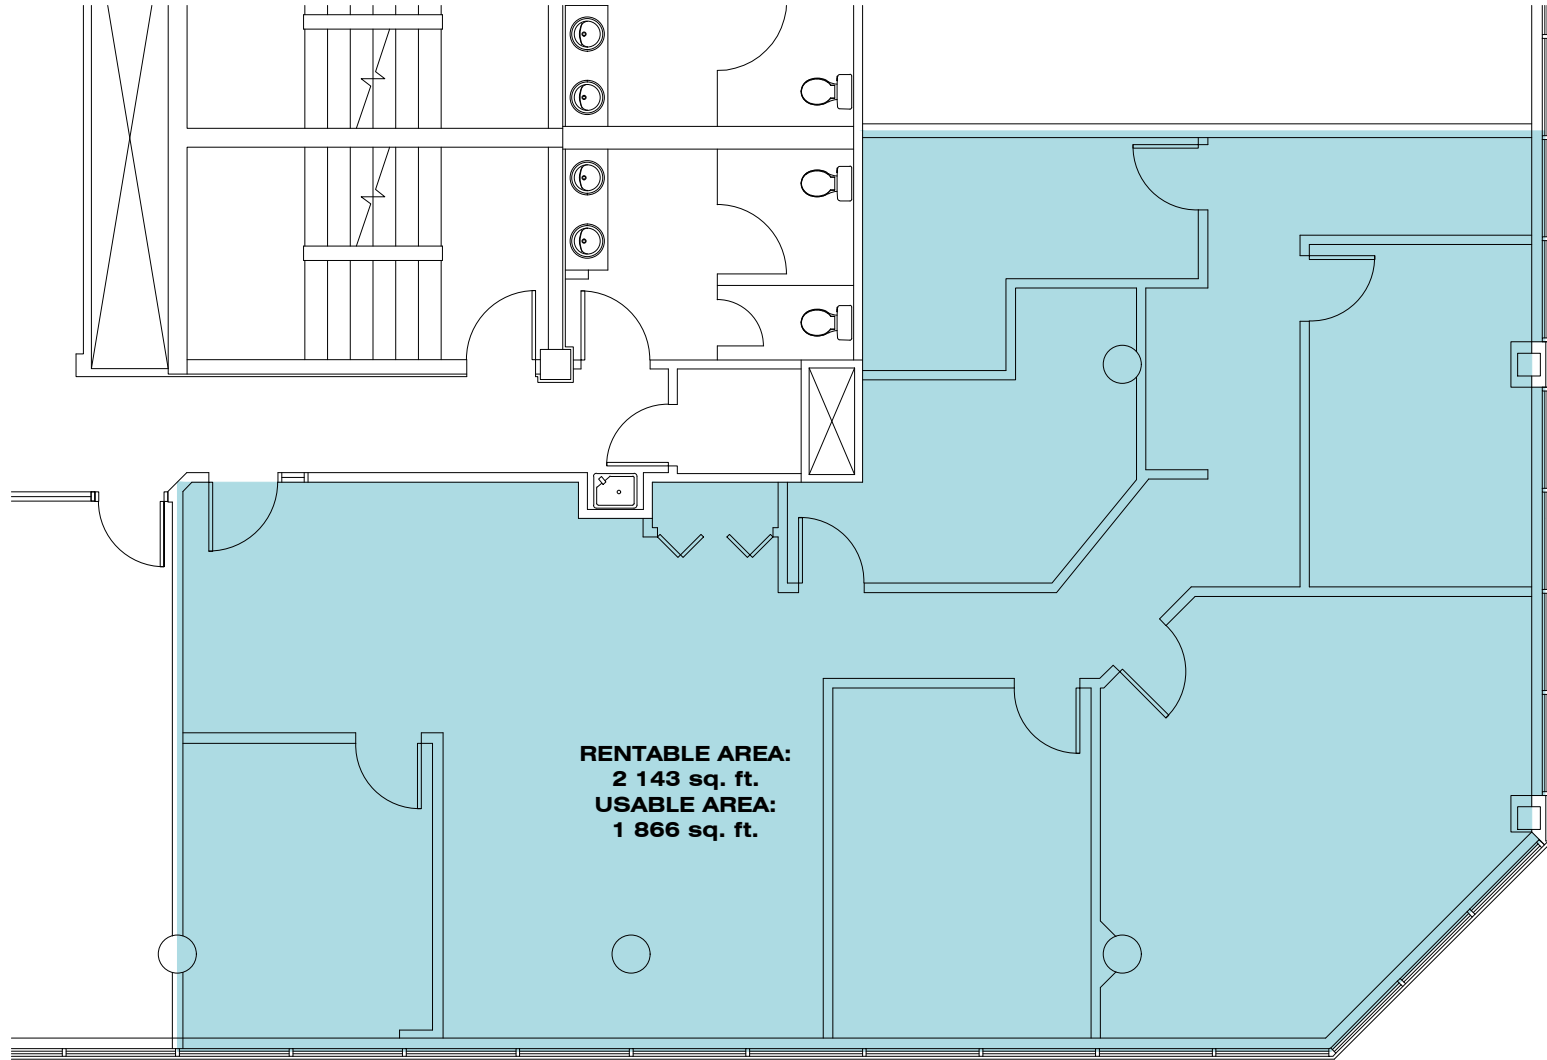 RENTABLE AREA:
2 143 sq. ft.
USABLE AREA:
1 866 sq. ft.